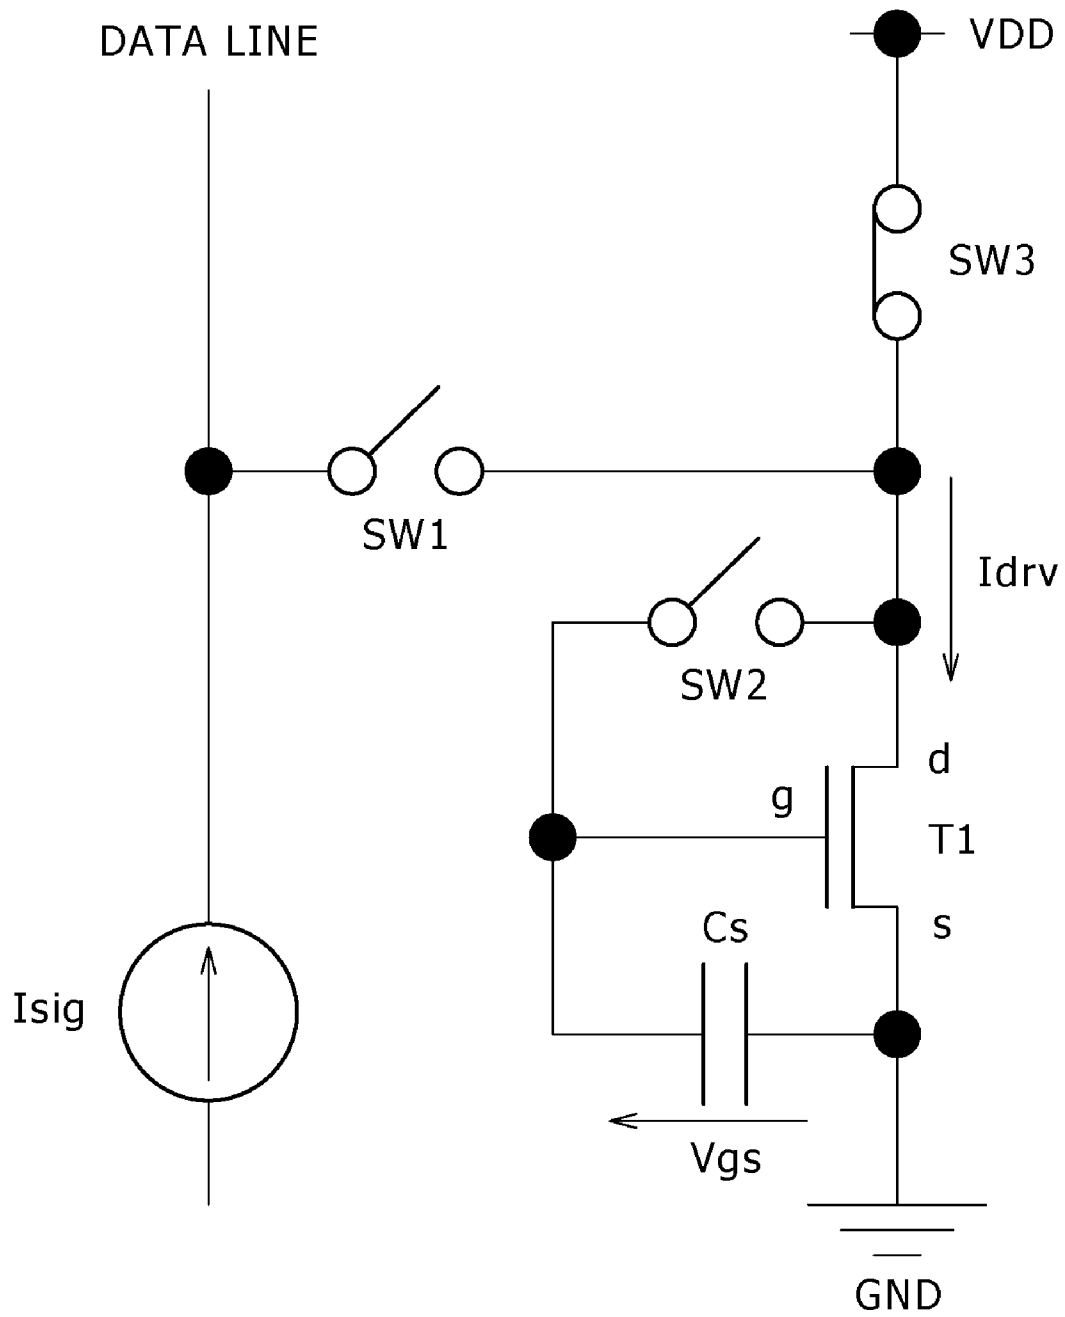 DATA LINE
VDD
SW3
SW1
Idrv
SW2
d
g
T1
Cs
s
Isig
Vgs
GND